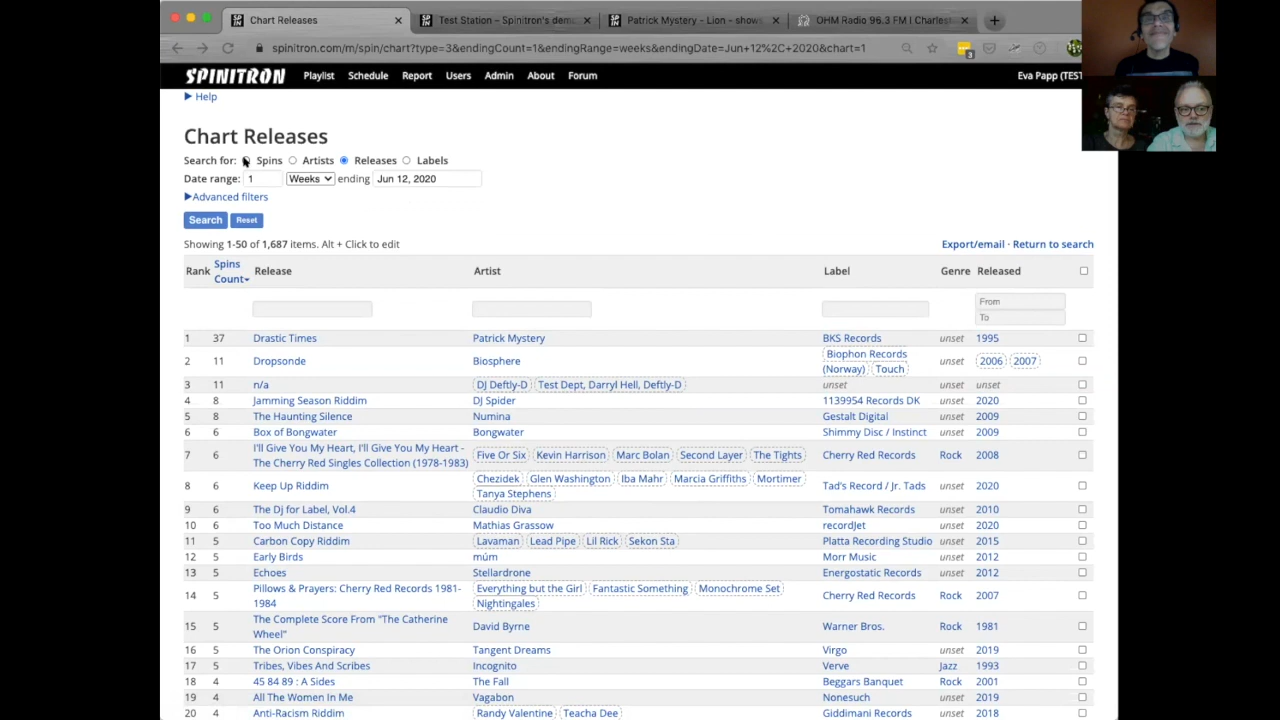 Chart Releases
Test Station – Spinitron's dem
Patrick Mystery - Lion - shows
OHM Radio 96.3 FM | Charles
spinitron.com/m/spin/chart?type=3&endingCount=1&endingRange=weeks&endingDate=Jun+12%2C+2020&chart=1
3
SPINITRON Playlist Schedule Report Users Admin About Forum Eva Papp (TEST
Help
Chart Releases
Search for: Spins Artists Releases Labels
Date range: 1 Weeks ending Jun 12, 2020
Advanced filters
Search Reset
Showing 1-50 of 1,687 items. Alt + Click to edit Export/email · Return to search
Rank Spins Count Release Artist Label Genre Released
From
To
1 37 Drastic Times Patrick Mystery BKS Records unset 1995
2 11 Dropsonde Biosphere Biophon Records (Norway) Touch unset 2006 2007
3 11 n/a DJ Deftly-D Test Dept, Darryl Hell, Deftly-D unset unset unset
4 8 Jamming Season Riddim DJ Spider 1139954 Records DK unset 2020
5 8 The Haunting Silence Numina Gestalt Digital unset 2009
6 6 Box of Bongwater Bongwater Shimmy Disc / Instinct unset 2009
7 6 I'll Give You My Heart, I'll Give You My Heart - The Cherry Red Singles Collection (1978-1983) Five Or Six Kevin Harrison Marc Bolan Second Layer The Tights Cherry Red Records Rock 2008
8 6 Keep Up Riddim Chezidek Glen Washington Iba Mahr Marcia Griffiths Mortimer Tanya Stephens Tad's Record / Jr. Tads unset 2020
9 6 The Dj for Label, Vol.4 Claudio Diva Tomahawk Records unset 2010
10 6 Too Much Distance Mathias Grassow recordJet unset 2020
11 5 Carbon Copy Riddim Lavaman Lead Pipe Lil Rick Sekon Sta Platta Recording Studio unset 2015
12 5 Early Birds múm Morr Music unset 2012
13 5 Echoes Stellardrone Energostatic Records unset 2012
14 5 Pillows & Prayers: Cherry Red Records 1981-1984 Everything but the Girl Fantastic Something Monochrome Set Nightingales Cherry Red Records Rock 2007
15 5 The Complete Score From "The Catherine Wheel" David Byrne Warner Bros. Rock 1981
16 5 The Orion Conspiracy Tangent Dreams Virgo unset 2019
17 5 Tribes, Vibes And Scribes Incognito Verve Jazz 1993
18 4 45 84 89 : A Sides The Fall Beggars Banquet Rock 2001
19 4 All The Women In Me Vagabon Nonesuch unset 2019
20 4 Anti-Racism Riddim Randy Valentine Teacha Dee Giddimani Records unset 2018